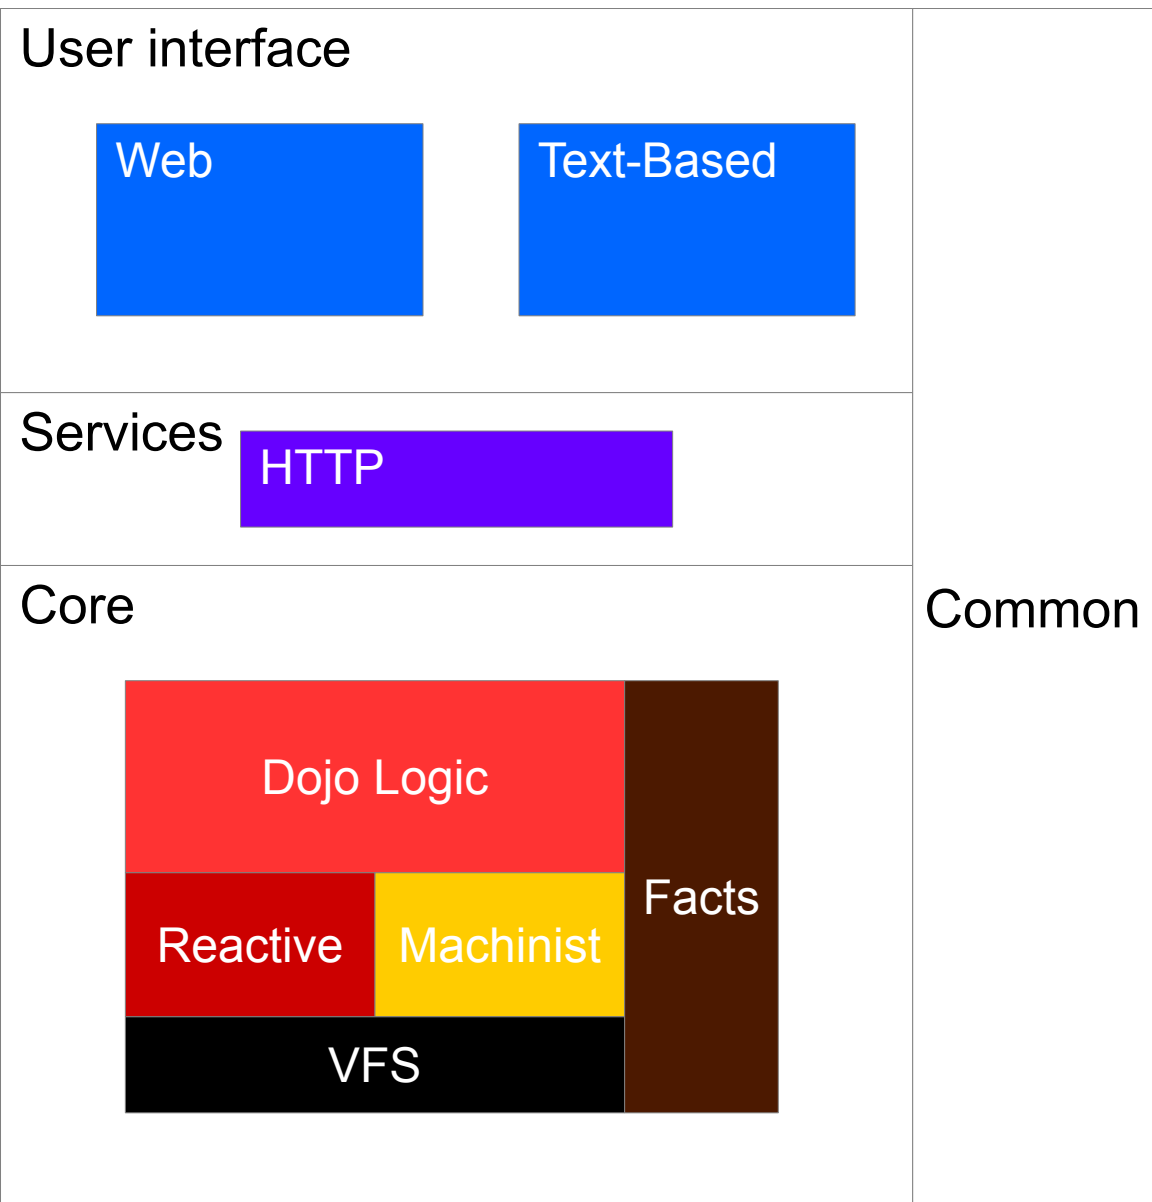 User interface
Web
Text-Based
Services
HTTP
Core
Common
Dojo Logic
Facts
Reactive
Machinist
VFS